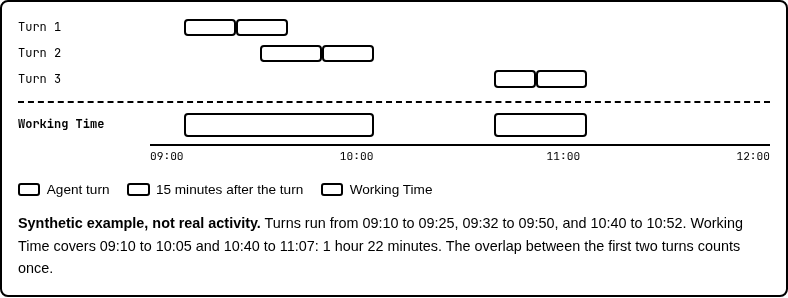 Turn 1
Turn 2
Turn 3
Working Time
09:00 10:00 11:00 12:00
Agent turn 15 minutes after the turn Working Time
Synthetic example, not real activity. Turns run from 09:10 to 09:25, 09:32 to 09:50, and 10:40 to 10:52. Working
Time covers 09:10 to 10:05 and 10:40 to 11:07: 1 hour 22 minutes. The overlap between the first two turns counts
once.